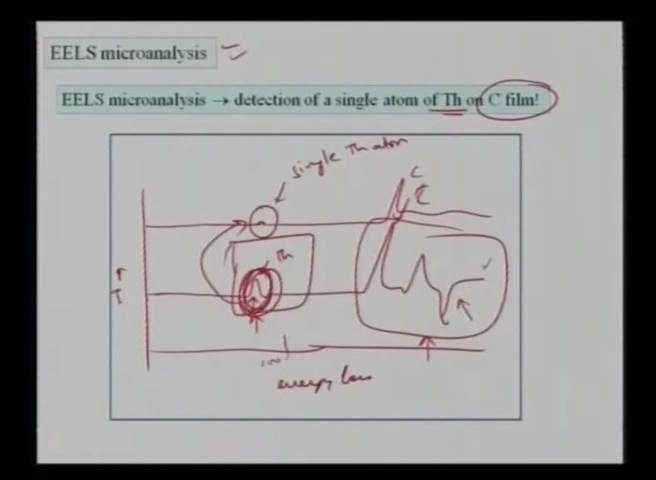 EELS microanalysis
EELS microanalysis → detection of a single atom of Th on C film!
single Th atom
C
Th
I
energy loss